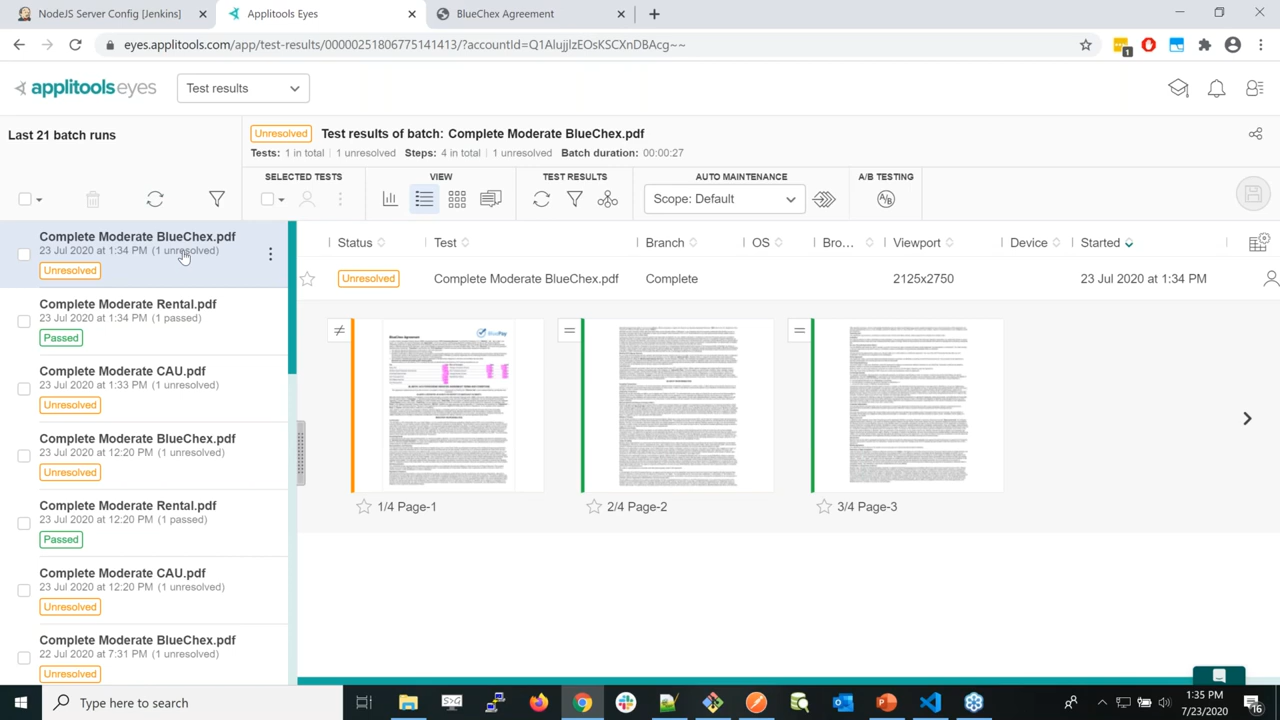 NodeJS Server Config [Jenkins]
Applitools Eyes
BlueChex Agreement
eyes.applitools.com/app/test-results/00000251806775141413/?accountId=Q1AlujjlzEOsKSCXnDBAcg~~
1
applitools eyes
Test results
Last 21 batch runs
Unresolved
Test results of batch: Complete Moderate BlueChex.pdf
Tests: 1 in total | 1 unresolved Steps: 4 in total | 1 unresolved Batch duration: 00:00:27
SELECTED TESTS
VIEW
TEST RESULTS
AUTO MAINTENANCE
A/B TESTING
Scope: Default
A/B
Complete Moderate BlueChex.pdf
23 Jul 2020 at 1:34 PM (1 unresolved)
Unresolved
Complete Moderate Rental.pdf
23 Jul 2020 at 1:34 PM (1 passed)
Passed
Complete Moderate CAU.pdf
23 Jul 2020 at 1:33 PM (1 unresolved)
Unresolved
Complete Moderate BlueChex.pdf
23 Jul 2020 at 12:20 PM (1 unresolved)
Unresolved
Complete Moderate Rental.pdf
23 Jul 2020 at 12:20 PM (1 passed)
Passed
Complete Moderate CAU.pdf
23 Jul 2020 at 12:20 PM (1 unresolved)
Unresolved
Complete Moderate BlueChex.pdf
22 Jul 2020 at 7:31 PM (1 unresolved)
Unresolved
Status
Test
Branch
OS
Bro...
Viewport
Device
Started
Unresolved
Complete Moderate BlueChex.pdf
Complete
2125x2750
23 Jul 2020 at 1:34 PM
BluePay
BlueChex Agreement
1/4 Page-1
2/4 Page-2
3/4 Page-3
Type here to search
1:35 PM
7/23/2020
16